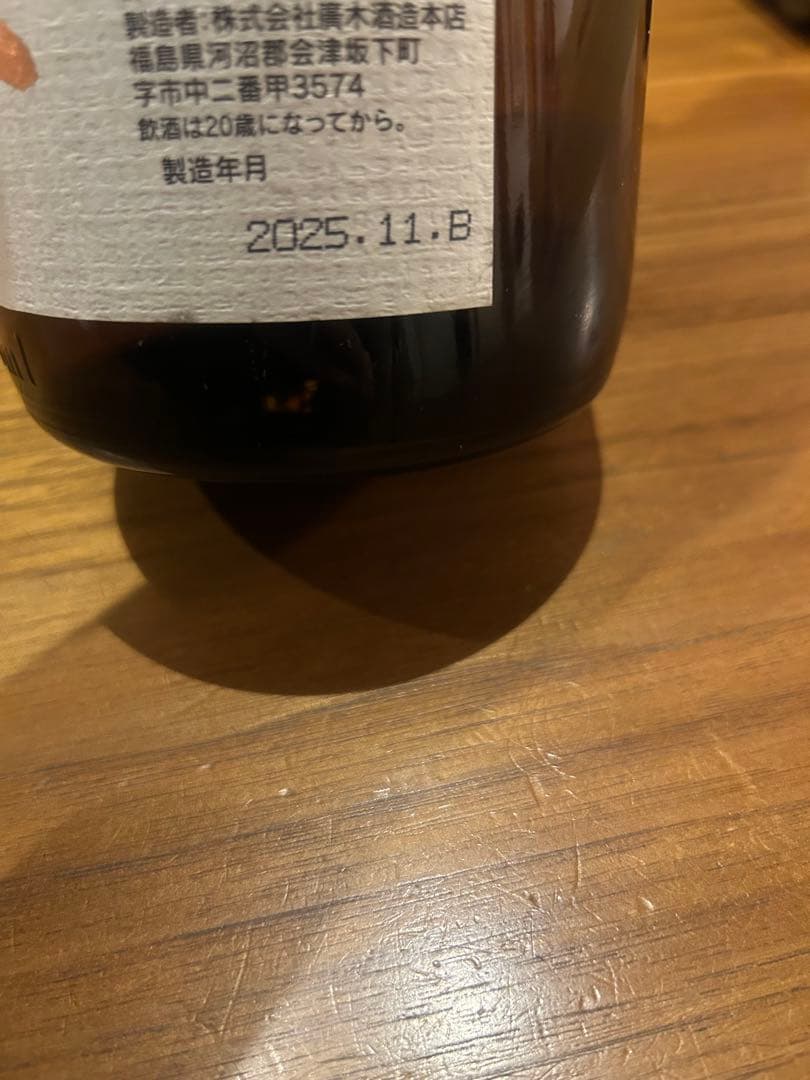 製造者:株式会社廣木酒造本店
福島県河沼郡会津坂下町
字市中二番甲3574
飲酒は20歳になってから。
製造年月
2025.11.B